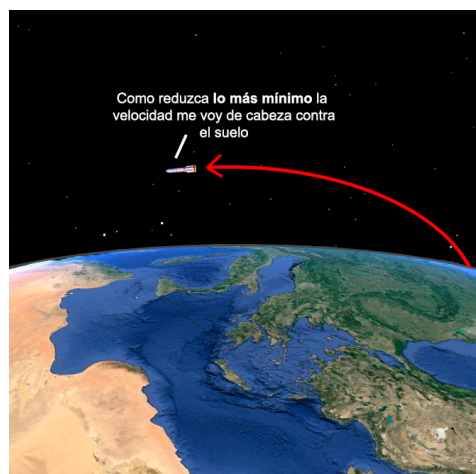 Como reduzca lo más mínimo la
velocidad me voy de cabeza contra
el suelo